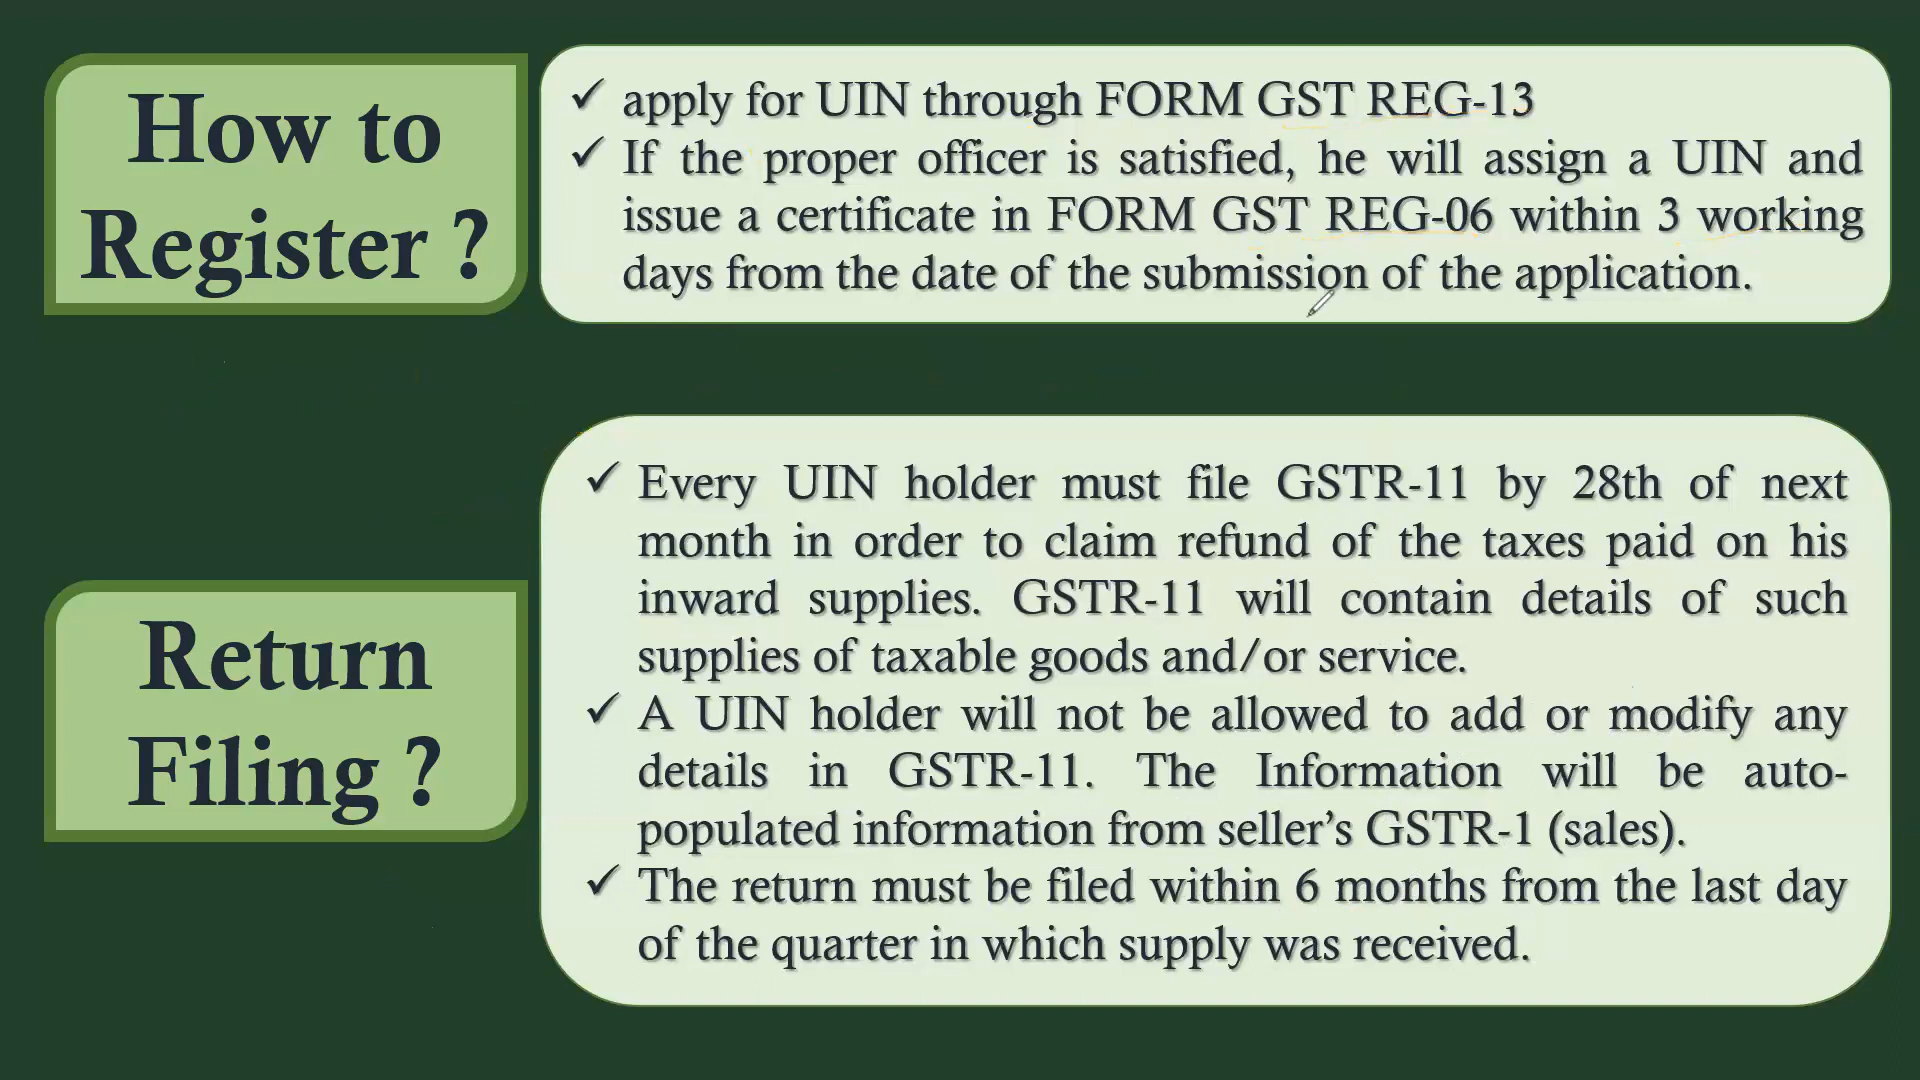 How to
Register ?
✓ apply for UIN through FORM GST REG-13
✓ If the proper officer is satisfied, he will assign a UIN and
issue a certificate in FORM GST REG-06 within 3 working
days from the date of the submission of the application.
Return
Filing ?
✓ Every UIN holder must file GSTR-11 by 28th of next
month in order to claim refund of the taxes paid on his
inward supplies. GSTR-11 will contain details of such
supplies of taxable goods and/or service.
✓ A UIN holder will not be allowed to add or modify any
details in GSTR-11. The Information will be auto-
populated information from seller’s GSTR-1 (sales).
✓ The return must be filed within 6 months from the last day
of the quarter in which supply was received.